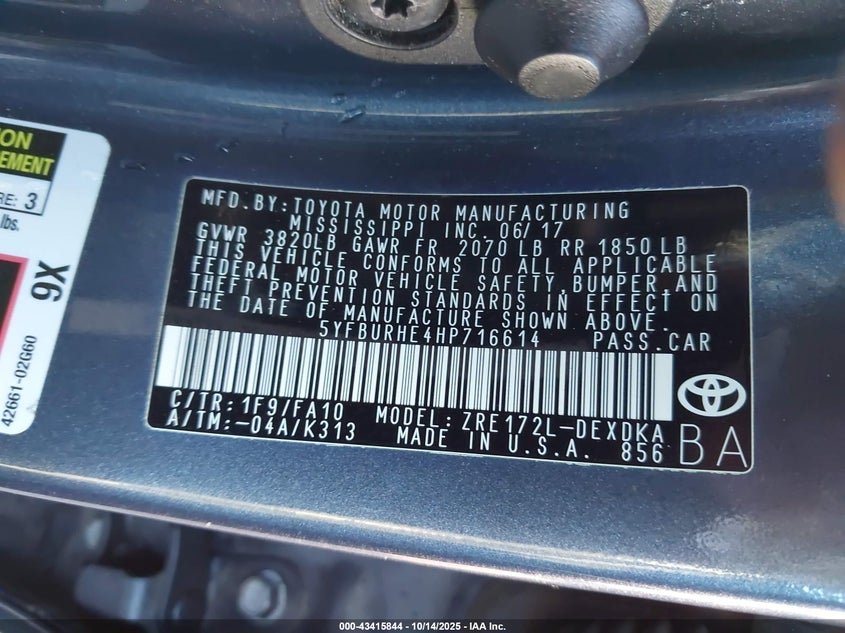 ION
EMENT
RE: 3
lbs.
9X
42661-02G60
MFD.BY:TOYOTA MOTOR MANUFACTURING
MISSISSIPPI INC. 06/17
GVWR 3820LB GAWR FR 2070 LB RR 1850LB
THIS VEHICLE CONFORMS TO ALL APPLICABLE
FEDERAL MOTOR VEHICLE SAFETY,BUMPER,AND
THEFT PREVENTION STANDARDS IN EFFECT ON
THE DATE OF MANUFACTURE SHOWN ABOVE.
5YFBURHE4HP716614 PASS.CAR
C/TR:1F9/FA10 MODEL:ZRE172L-DEXDKA
A/TM:-04A/K313 MADE IN U.S.A. 856
BA
000-43415844 | 10/14/2025 | IAA Inc.